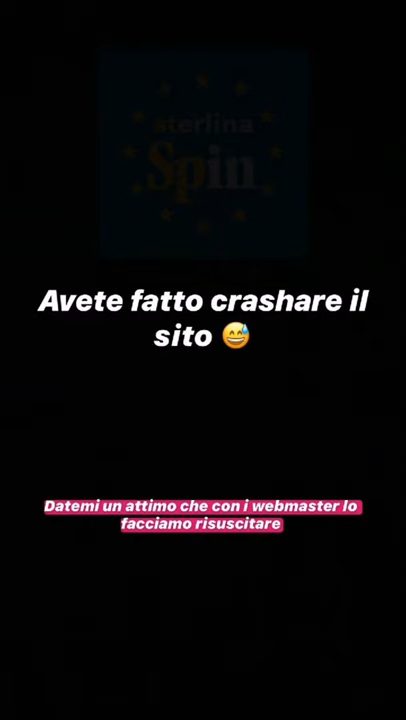 sterlina
Spin
Avete fatto crashare il
sito 😅
Datemi un attimo che con i webmaster lo
facciamo risuscitare